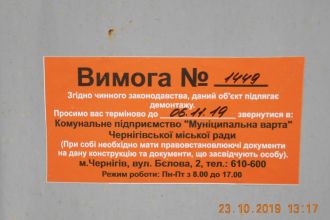 Вимога № 1449
Згідно чинного законодавства, даний об'єкт підлягає
демонтажу.
Просимо вас терміново до 06.11.19 звернутися в:
Комунальне підприємство "Муніципальна варта"
Чернігівської міської ради
(При собі необхідно мати правовстановлюючі документи
на дану конструкцію та документи, що засвідчують особу).
м.Чернігів, вул. Бєлова, 2, тел.: 610-600
Режим роботи: Пн-Пт з 8.00 до 17.00
23.10.2019 13:17